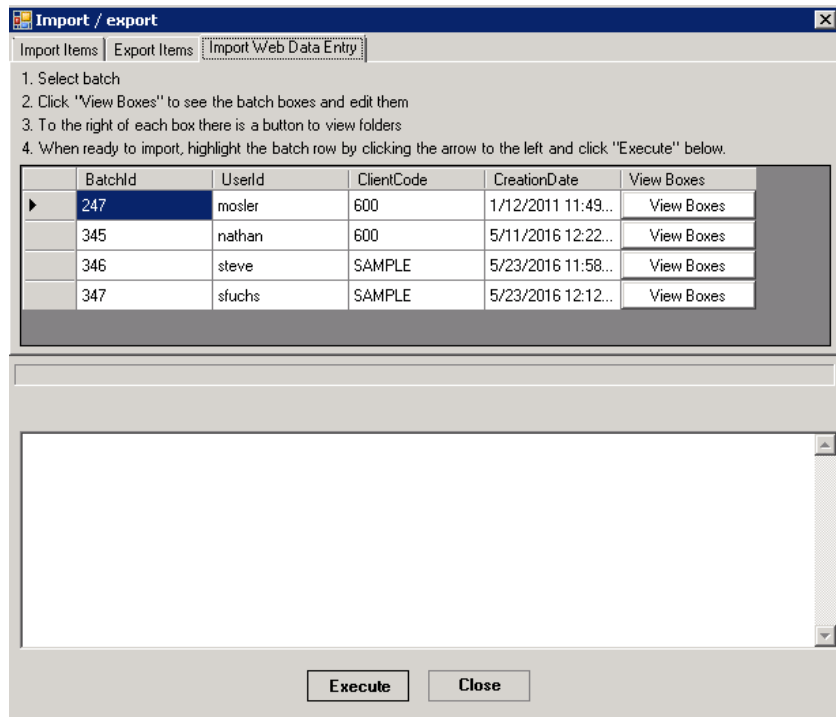 Import / export
Import Items Export Items Import Web Data Entry
1. Select batch
2. Click "View Boxes" to see the batch boxes and edit them
3. To the right of each box there is a button to view folders
4. When ready to import, highlight the batch row by clicking the arrow to the left and click "Execute" below.
BatchId UserId ClientCode CreationDate View Boxes
247 mosler 600 1/12/2011 11:49... View Boxes
345 nathan 600 5/11/2016 12:22... View Boxes
346 steve SAMPLE 5/23/2016 11:58... View Boxes
347 sfuchs SAMPLE 5/23/2016 12:12... View Boxes
Execute Close